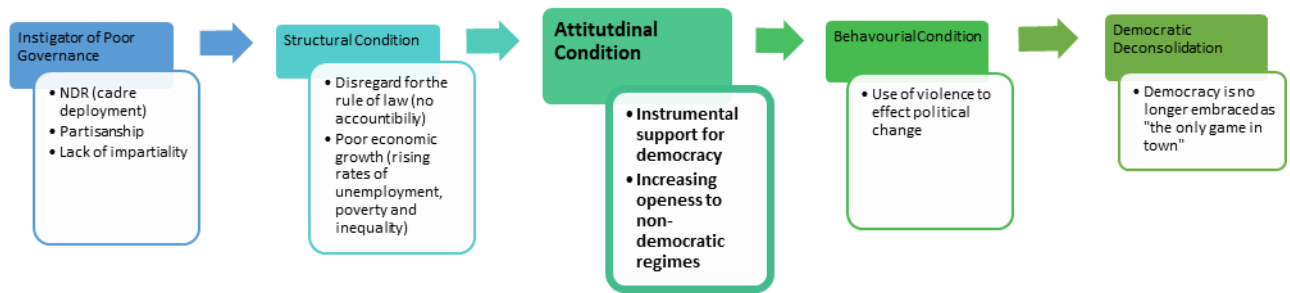 Instigator of Poor
Governance
• NDR (cadre
deployment)
• Partisanship
• Lack of impartiality
Structural Condition
• Disregard for the
rule of law (no
accountibiliy)
• Poor economic
growth (rising
rates of
unemployment,
poverty and
inequality)
Attitutdinal
Condition
• Instrumental
support for
democracy
• Increasing
openess to
non-
democratic
regimes
Behavourial Condition
• Use of violence to
effect political
change
Democratic
Deconsolidation
• Democracy is no
longer embraced as
"the only game in
town"